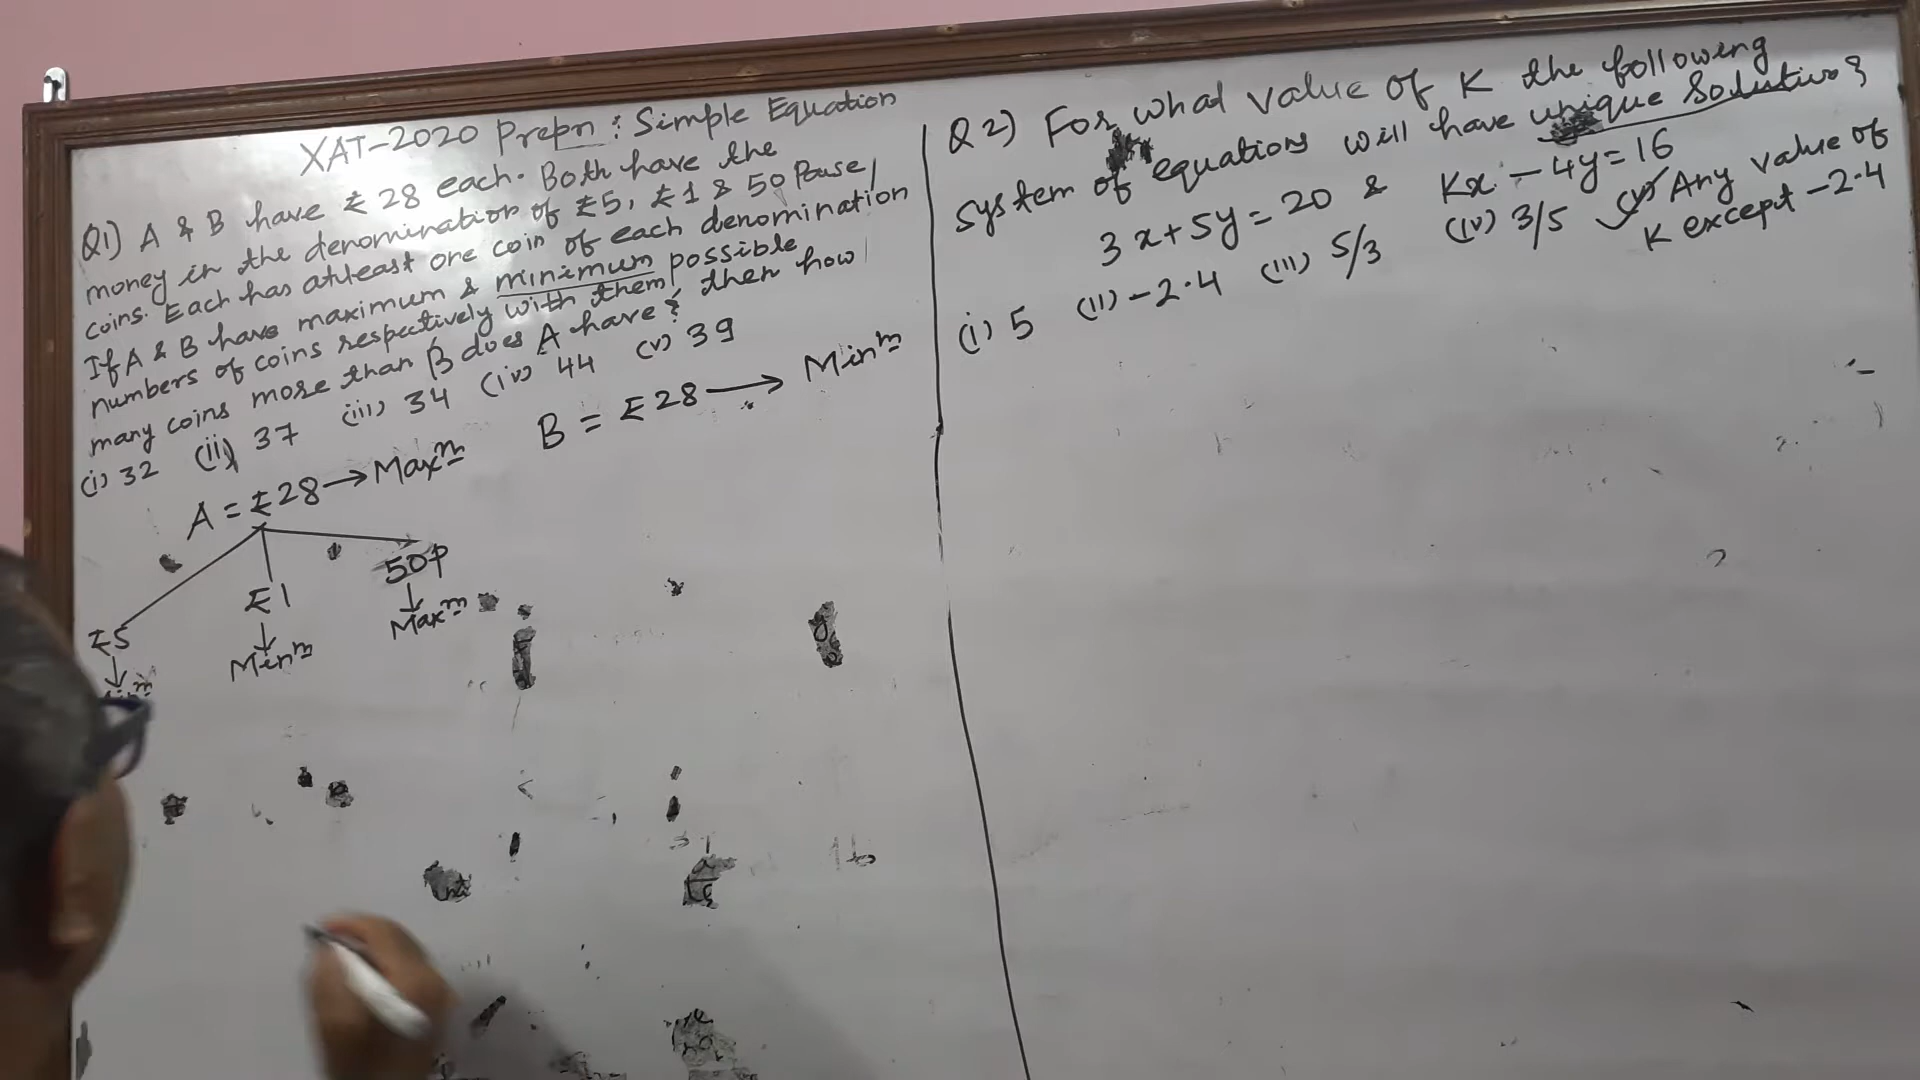 XAT-2020 Prepn : Simple Equation
Q1) A & B have ₹ 28 each. Both have the
money in the denomination of ₹5, ₹1 & 50 Pause
coins. Each has atleast one coin of each denomination
If A & B have maximum & minimum possible
numbers of coins respectively with them, then how
many coins more than B does A have?
(i) 32 (ii) 37 (iii) 34 (iv) 44 (v) 39
A = ₹28 → Maxm
B = ₹28 → Minm
₹5
₹1
50p
Minm
Maxm
Q2) For what value of K the following
system of equations will have unique Solution?
3x + 5y = 20 & Kx - 4y = 16
(i) 5 (ii) -2.4 (iii) 5/3 (iv) 3/5 (v) Any value of
K except -2.4